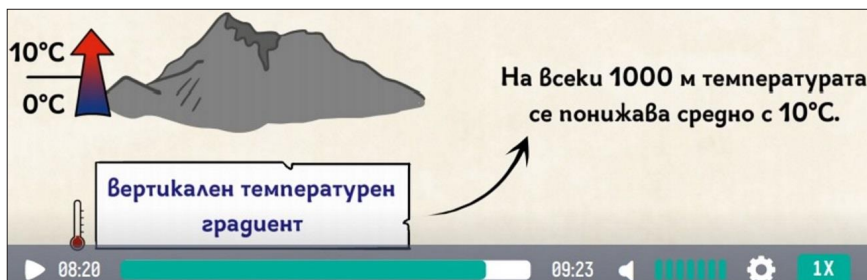 10°C
0°C
На всеки 1000 м температурата
се понижава средно с 10°C.
вертикален температурен
градиент
08:20
09:23
1X